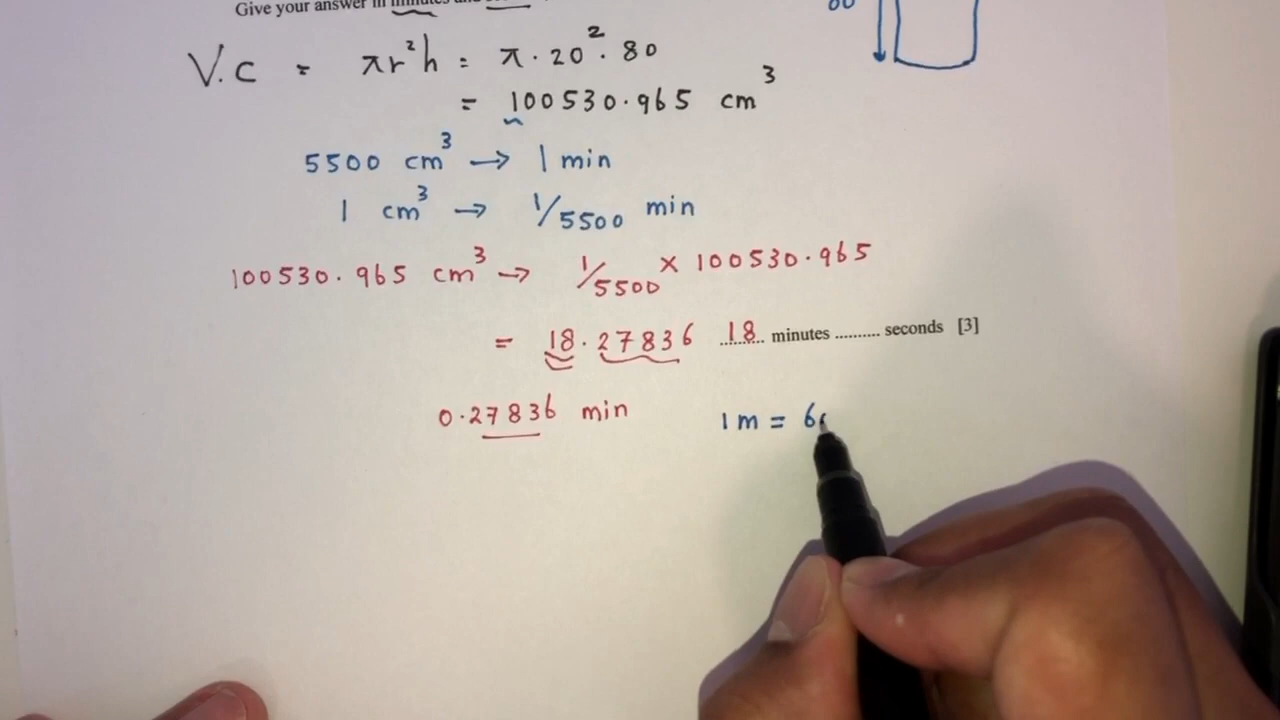 Give your answer in minutes and
80
V.c = πr²h = π·20²·80
= 100530.965 cm³
5500 cm³ → 1 min
1 cm³ → 1/5500 min
100530.965 cm³ → 1/5500 × 100530.965
= 18.27836 18 minutes .......... seconds [3]
0.27836 min 1m = 60